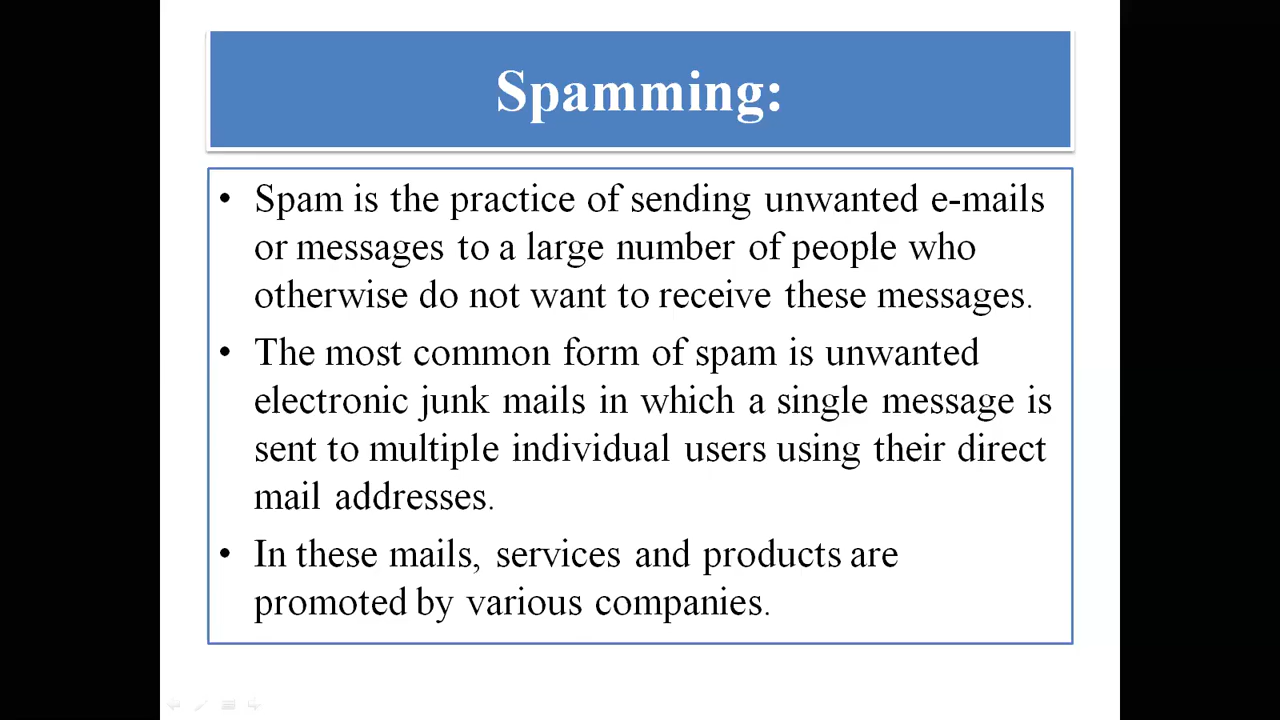 Spamming:
• Spam is the practice of sending unwanted e-mails
or messages to a large number of people who
otherwise do not want to receive these messages.
• The most common form of spam is unwanted
electronic junk mails in which a single message is
sent to multiple individual users using their direct
mail addresses.
• In these mails, services and products are
promoted by various companies.